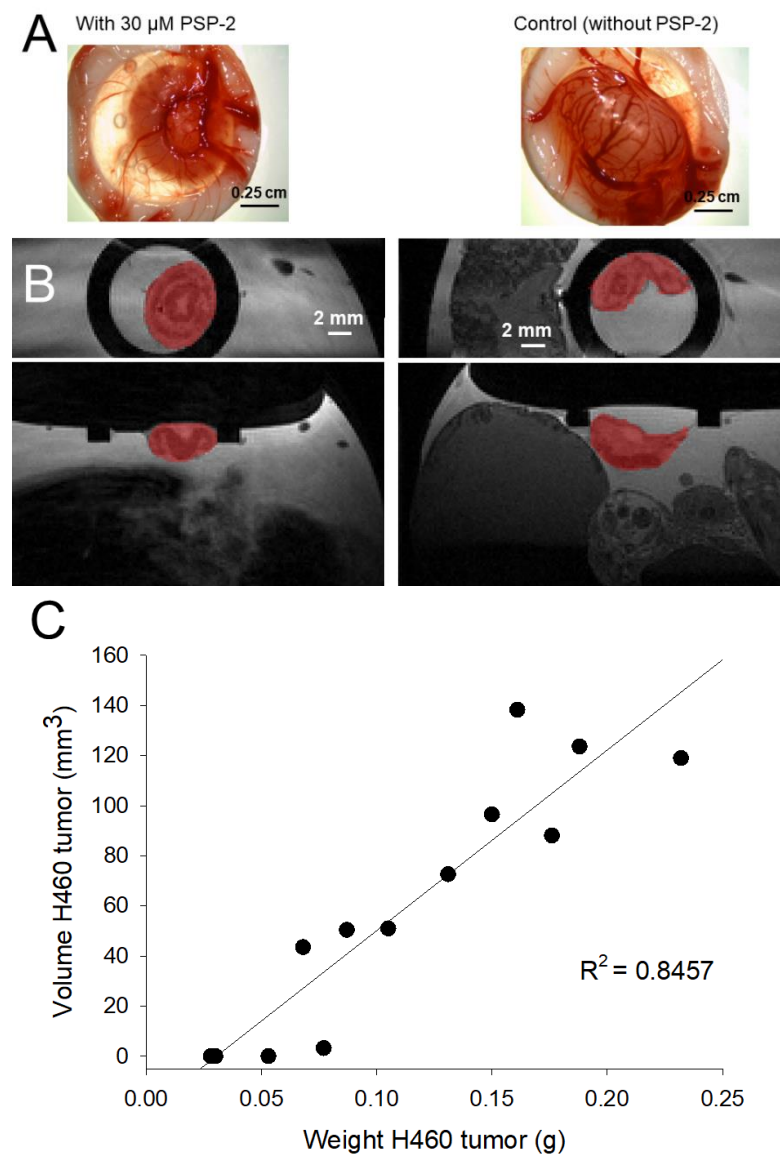 A
With 30 µM PSP-2
Control (without PSP-2)
0.25 cm
0.25 cm
B
2 mm
2 mm
C
160
140
120
100
80
60
40
20
0
Volume H460 tumor (mm³)
R² = 0.8457
0.00 0.05 0.10 0.15 0.20 0.25
Weight H460 tumor (g)